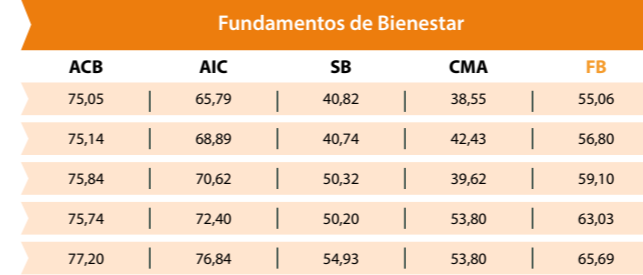 Fundamentos de Bienestar
ACB AIC SB CMA FB
75,05 | 65,79 | 40,82 | 38,55 | 55,06
75,14 | 68,89 | 40,74 | 42,43 | 56,80
75,84 | 70,62 | 50,32 | 39,62 | 59,10
75,74 | 72,40 | 50,20 | 53,80 | 63,03
77,20 | 76,84 | 54,93 | 53,80 | 65,69